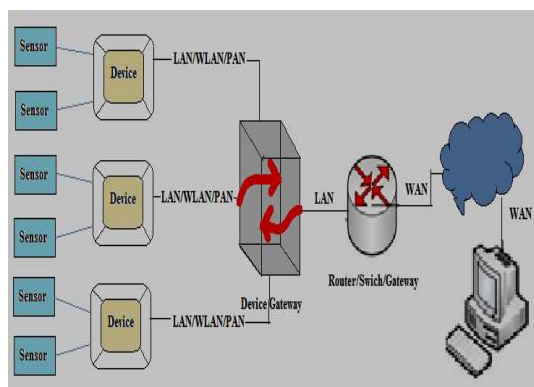 Sensor
Device
LAN/WLAN/PAN
Sensor
Sensor
Device
LAN/WLAN/PAN
Sensor
LAN
WAN
WAN
Sensor
Device
LAN/WLAN/PAN
Sensor
Device Gateway
Router/Swich/Gateway